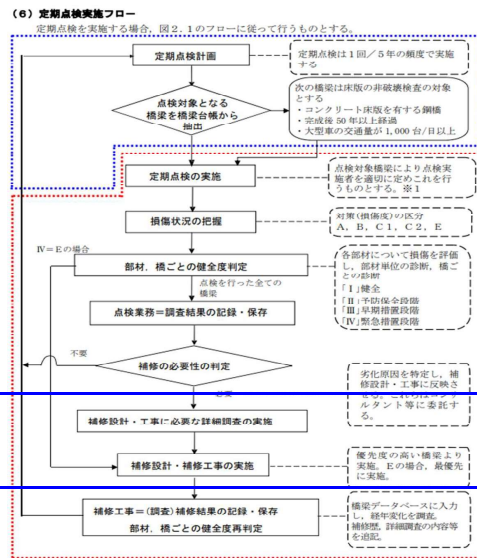 （６）定期点検実施フロー
定期点検を実施する場合，図２.１のフローに従って行うものとする。
定期点検計画
定期点検は１回／５年の頻度で実施
する
点検対象となる
橋梁を橋梁台帳から
抽出
次の橋梁は床版の非破壊検査の対象
とする
・コンクリート床版を有する鋼橋
・完成後 50 年以上経過
・大型車の交通量が 1,000 台/日以上
定期点検の実施
点検対象橋梁により点検実
施者を適切に定めこれを行
うものとする。※１
損傷状況の把握
対策（損傷度）の区分
A，B，C１，C２，E
Ⅳ＝Eの場合
部材，橋ごとの健全度判定
各部材について損傷を評価
し，部材単位の診断，橋ご
との診断
「Ⅰ」健全
「Ⅱ」予防保全段階
「Ⅲ」早期措置段階
「Ⅳ」緊急措置段階
点検を行った全ての
橋梁
点検業務＝調査結果の記録・保存
不要
補修の必要性の判定
必要
劣化原因を特定し，補
修設計・工事に反映さ
せる。これらはコンサ
ルタント等に委託す
る。
補修設計・工事に必要な詳細調査の実施
補修設計・補修工事の実施
優先度の高い橋梁より
実施。Eの場合，最優先
に実施。
補修工事＝(調査)補修結果の記録・保存
部材，橋ごとの健全度再判定
橋梁データベースに入力
し，経年変化を調査。
補修歴，詳細調査の内容等
を追記。